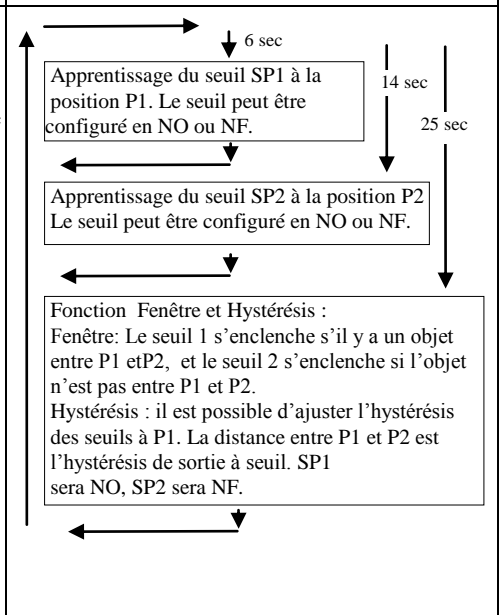 6 sec
Apprentissage du seuil SP1 à la
position P1. Le seuil peut être
configuré en NO ou NF.
14 sec
25 sec
Apprentissage du seuil SP2 à la position P2
Le seuil peut être configuré en NO ou NF.
Fonction Fenêtre et Hystérésis :
Fenêtre: Le seuil 1 s’enclenche s’il y a un objet
entre P1 etP2, et le seuil 2 s’enclenche si l’objet
n’est pas entre P1 et P2.
Hystérésis : il est possible d’ajuster l’hystérésis
des seuils à P1. La distance entre P1 et P2 est
l’hystérésis de sortie à seuil. SP1
sera NO, SP2 sera NF.